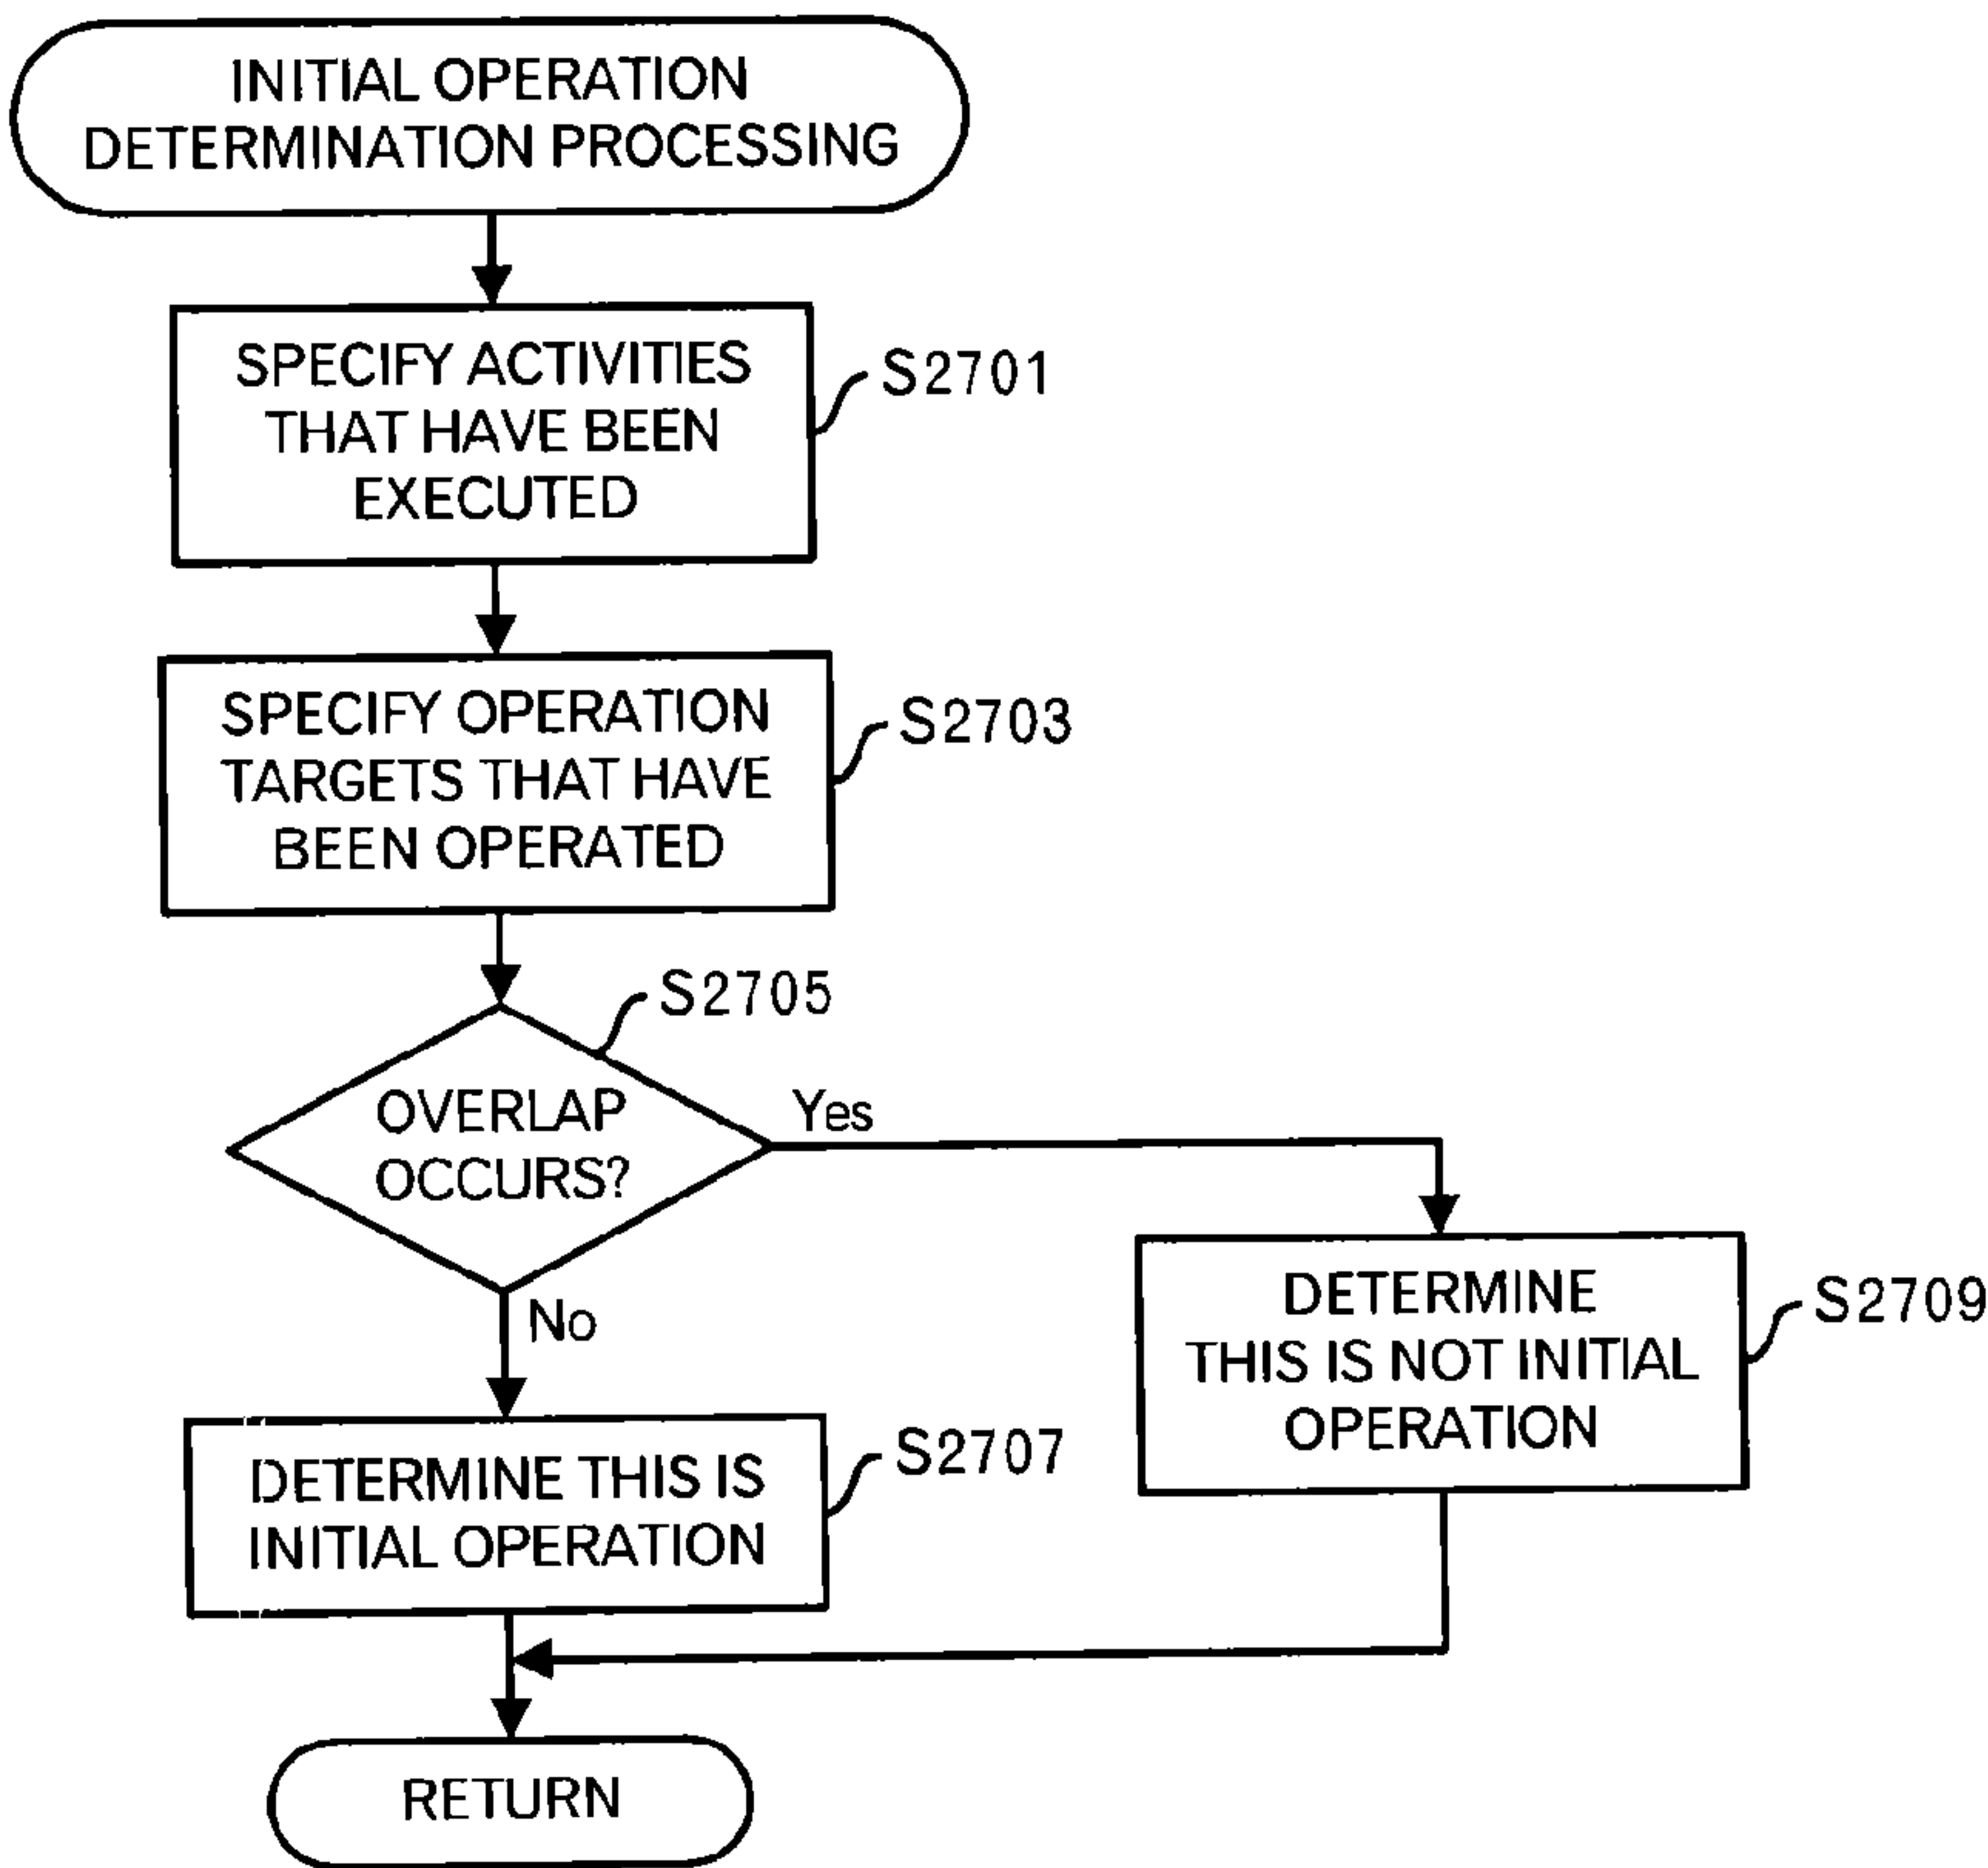 INITIAL OPERATION
DETERMINATION PROCESSING
SPECIFY ACTIVITIES
THAT HAVE BEEN
EXECUTED
S2701
SPECIFY OPERATION
TARGETS THAT HAVE
BEEN OPERATED
S2703
S2705
OVERLAP
OCCURS?
Yes
No
DETERMINE
THIS IS NOT INITIAL
OPERATION
S2709
DETERMINE THIS IS
INITIAL OPERATION
S2707
RETURN